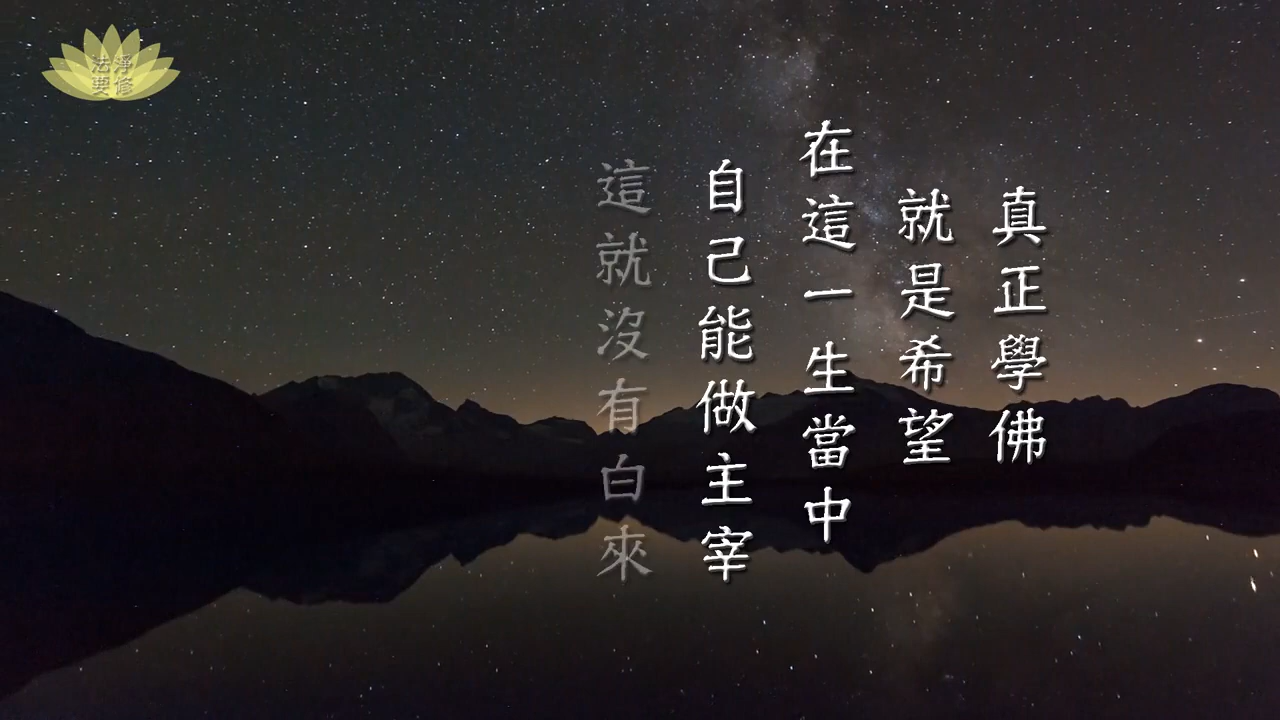 淨修
法要
真正學佛
就是希望
在這一生當中
自己能做主宰
這就沒有白來